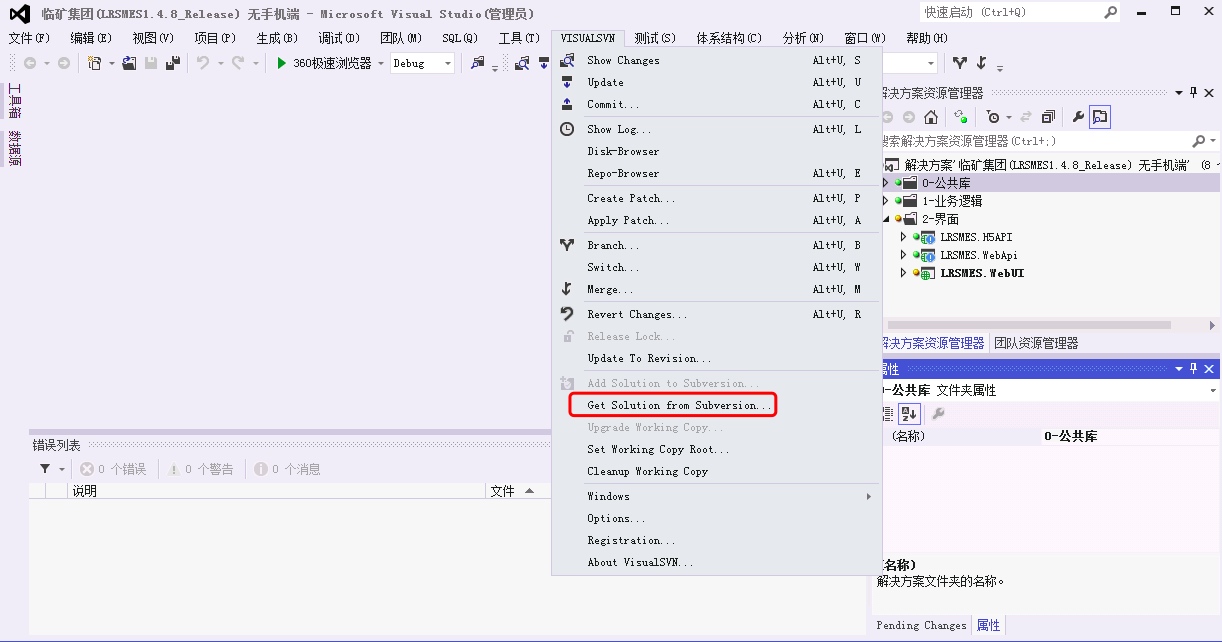 临矿集团(LRSMES1.4.8_Release) 无手机端 - Microsoft Visual Studio(管理员)
快速启动 (Ctrl+Q)
文件(F) 编辑(E) 视图(V) 项目(P) 生成(B) 调试(D) 团队(M) SQL(Q) 工具(T) VISUALSVN 测试(S) 体系结构(C) 分析(N) 窗口(W) 帮助(H)
360极速浏览器 Debug
工具箱
数据源
Show Changes Alt+U, S
Update Alt+U, U
Commit... Alt+U, C
Show Log... Alt+U, L
Disk-Browser
Repo-Browser Alt+U, E
Create Patch... Alt+U, P
Apply Patch... Alt+U, A
Branch... Alt+U, B
Switch... Alt+U, W
Merge... Alt+U, M
Revert Changes... Alt+U, R
Release Lock...
Update To Revision...
Add Solution to Subversion...
Get Solution from Subversion...
Upgrade Working Copy...
Set Working Copy Root...
Cleanup Working Copy
Windows
Options...
Registration...
About VisualSVN...
解决方案资源管理器
搜索解决方案资源管理器(Ctrl+;)
解决方案'临矿集团(LRSMES1.4.8_Release) 无手机端' (8
0-公共库
1-业务逻辑
2-界面
LRSMES.H5API
LRSMES.WebApi
LRSMES.WebUI
解决方案资源管理器 团队资源管理器
属性
0-公共库 文件夹属性
(名称) 0-公共库
(名称)
解决方案文件夹的名称。
Pending Changes 属性
错误列表
0 个错误 0 个警告 0 个消息
说明 文件